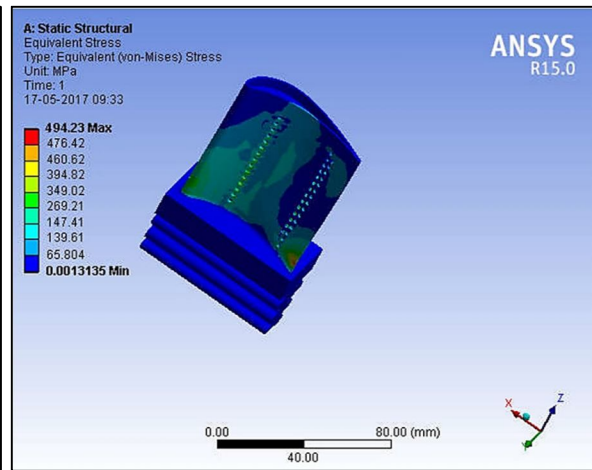 A: Static Structural
Equivalent Stress
Type: Equivalent (von-Mises) Stress
Unit: MPa
Time: 1
17-05-2017 09:33
ANSYS
R15.0
494.23 Max
476.42
460.62
394.82
349.02
269.21
147.41
139.61
65.804
0.0013135 Min
X
Z
Y
0.00
80.00 (mm)
40.00